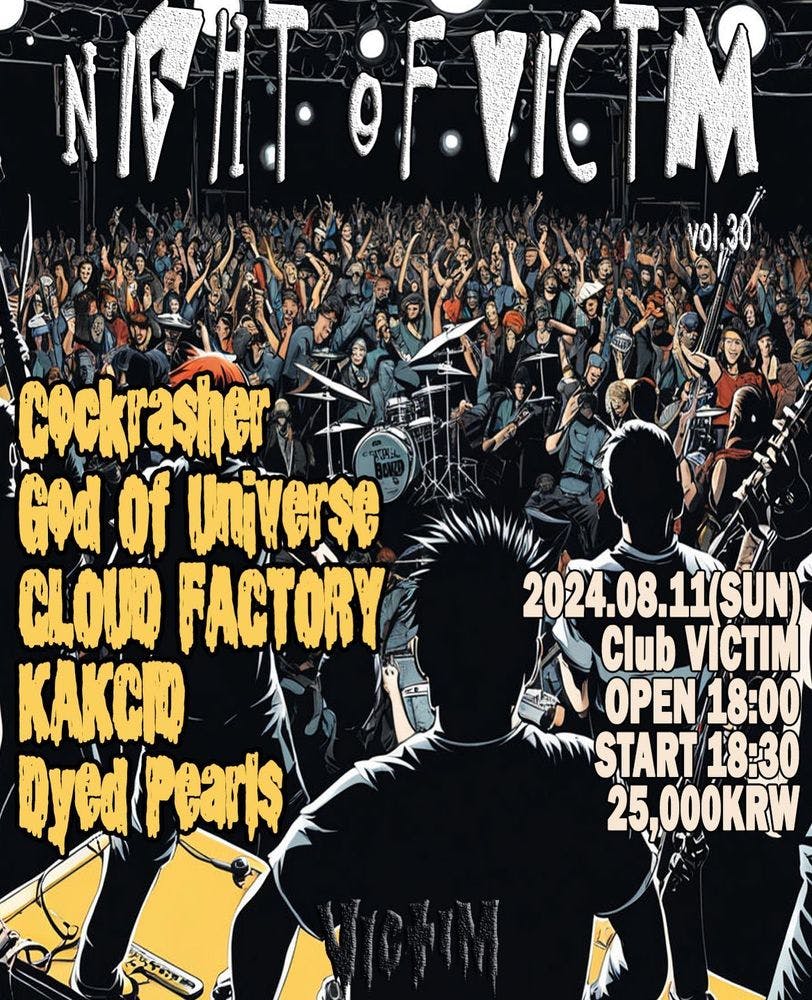 NIGHT OF VICTIM
vol.30
Cockrasher
God Of Universe
CLOUD FACTORY
KAKCID
Dyed Pearls
2024.08.11(SUN)
Club VICTIM
OPEN 18:00
START 18:30
25,000KRW
VICTIM